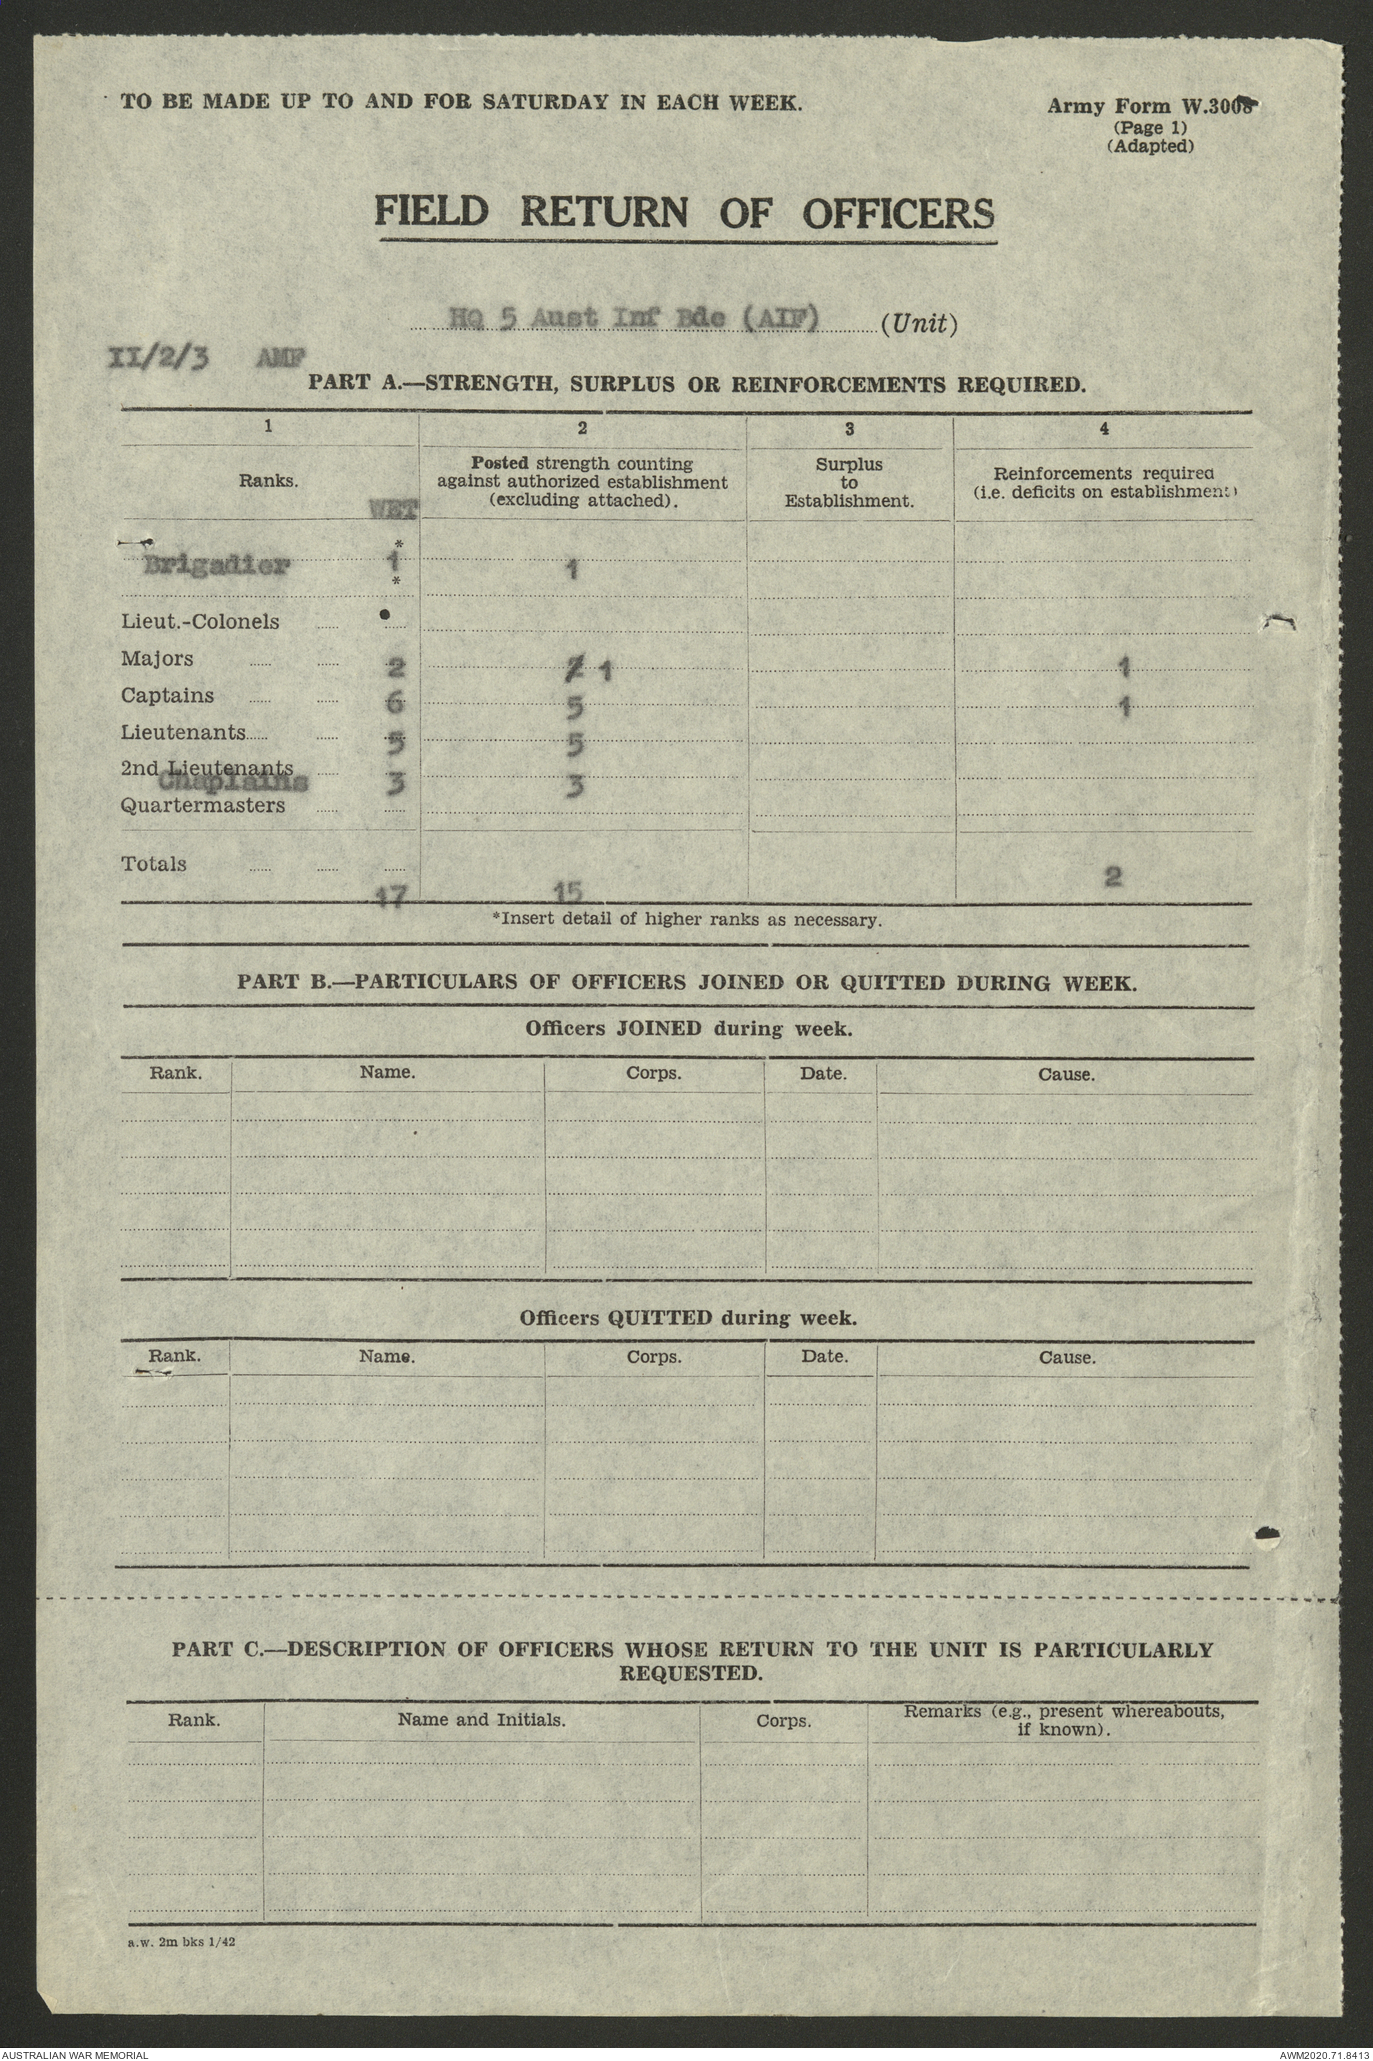 TO BE MADE UP TO AND FOR SATURDAY IN EACH WEEK.
Army Form W.3008
(Page 1)
(Adapted)
FIELD RETURN OF OFFICERS
HQ 5 Aust Inf Bde (AIF) (Unit)
II/2/3 AMF
PART A.—STRENGTH, SURPLUS OR REINFORCEMENTS REQUIRED.
1 2 3 4
Ranks. WET
Posted strength counting
against authorized establishment
(excluding attached).
Surplus
to
Establishment.
Reinforcements required
(i.e. deficits on establishment)
*
Brigadier 1 1
*
Lieut.-Colonels
Majors 2 2 1 1
Captains 6 5 1
Lieutenants 5 5
2nd Lieutenants
Chaplains 3 3
Quartermasters
Totals 17 15 2
*Insert detail of higher ranks as necessary.
PART B.—PARTICULARS OF OFFICERS JOINED OR QUITTED DURING WEEK.
Officers JOINED during week.
Rank. Name. Corps. Date. Cause.
Officers QUITTED during week.
Rank. Name. Corps. Date. Cause.
PART C.—DESCRIPTION OF OFFICERS WHOSE RETURN TO THE UNIT IS PARTICULARLY
REQUESTED.
Rank. Name and Initials. Corps. Remarks (e.g., present whereabouts,
if known).
a.w. 2m bks 1/42
AUSTRALIAN WAR MEMORIAL
AWM2020.71.8413